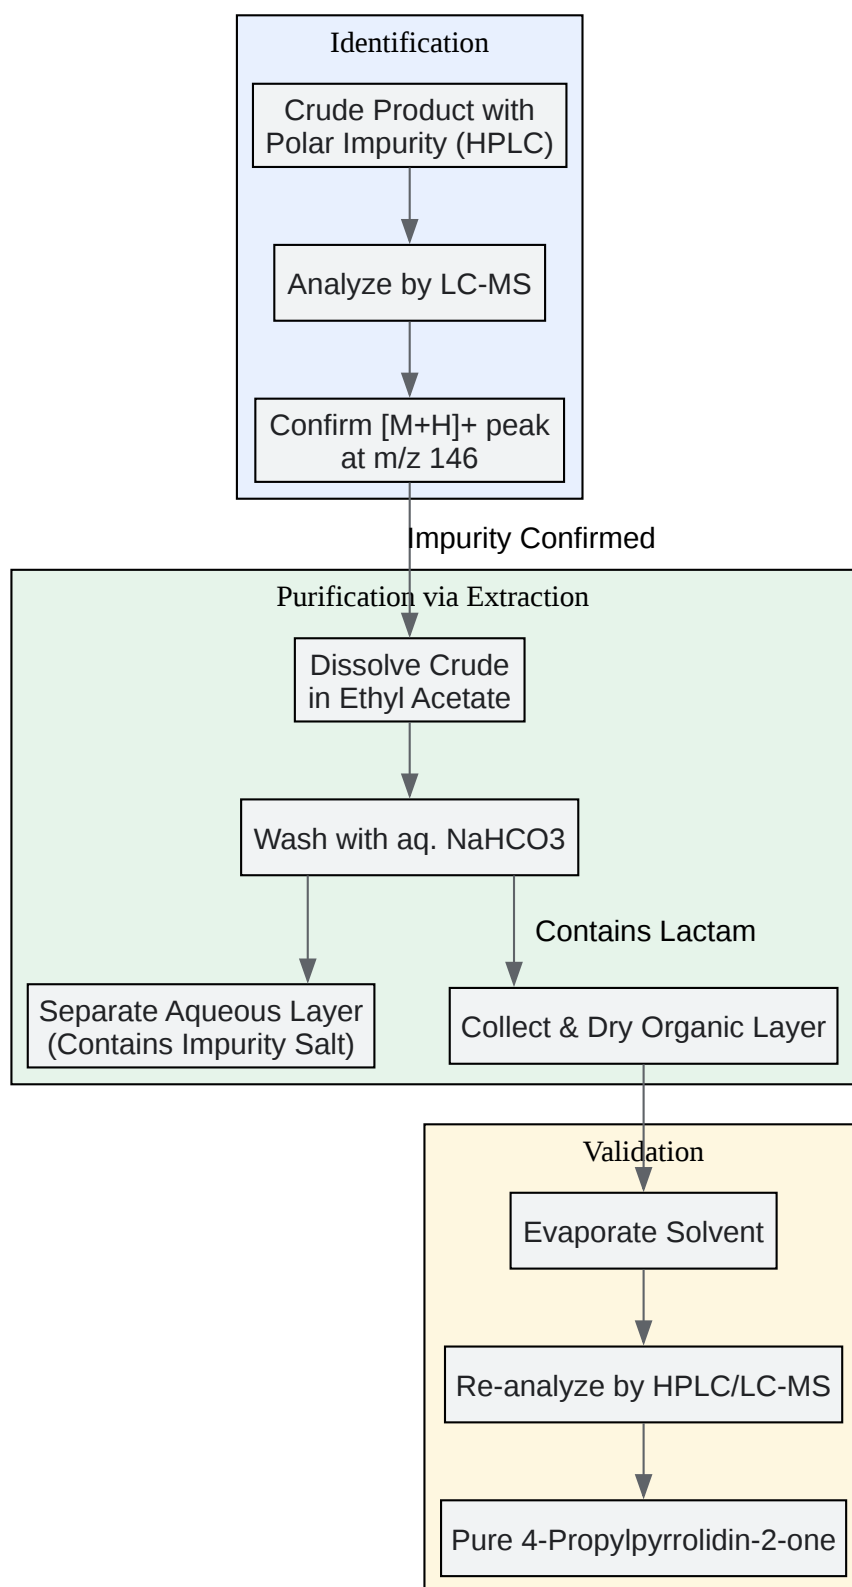 Identification
Crude Product with
Polar Impurity (HPLC)
Analyze by LC-MS
Confirm [M+H]+ peak
at m/z 146
Impurity Confirmed
Purification via Extraction
Dissolve Crude
in Ethyl Acetate
Wash with aq. NaHCO3
Contains Lactam
Separate Aqueous Layer
(Contains Impurity Salt)
Collect & Dry Organic Layer
Validation
Evaporate Solvent
Re-analyze by HPLC/LC-MS
Pure 4-Propylpyrrolidin-2-one